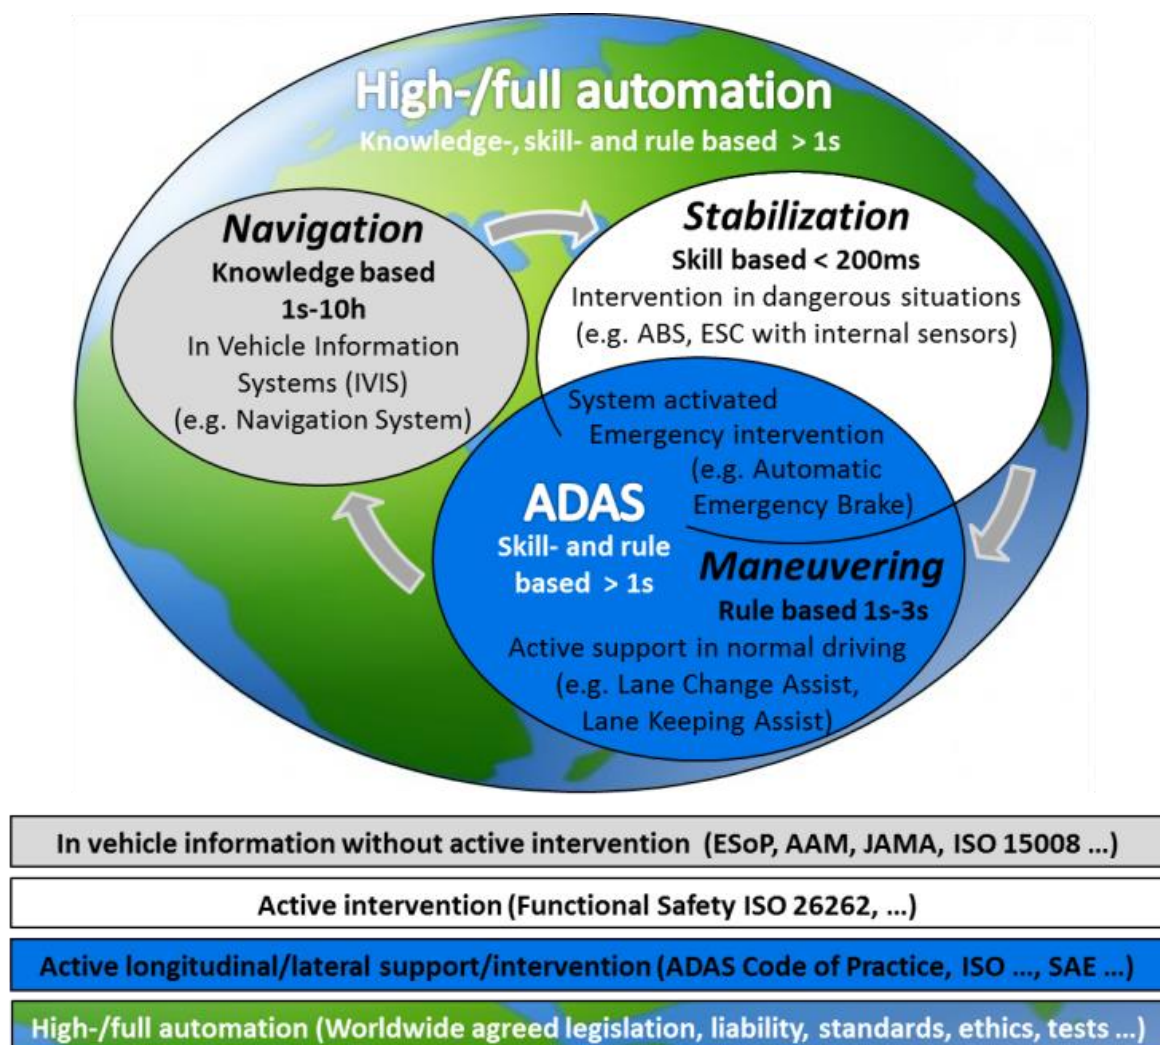 High-/full automation
Knowledge-, skill- and rule based > 1s
Navigation
Knowledge based
1s-10h
In Vehicle Information
Systems (IVIS)
(e.g. Navigation System)
Stabilization
Skill based < 200ms
Intervention in dangerous situations
(e.g. ABS, ESC with internal sensors)
System activated
Emergency intervention
(e.g. Automatic
Emergency Brake)
ADAS
Skill- and rule
based > 1s
Maneuvering
Rule based 1s-3s
Active support in normal driving
(e.g. Lane Change Assist,
Lane Keeping Assist)
In vehicle information without active intervention (ESoP, AAM, JAMA, ISO 15008 ...)
Active intervention (Functional Safety ISO 26262, ...)
Active longitudinal/lateral support/intervention (ADAS Code of Practice, ISO ..., SAE ...)
High-/full automation (Worldwide agreed legislation, liability, standards, ethics, tests ...)